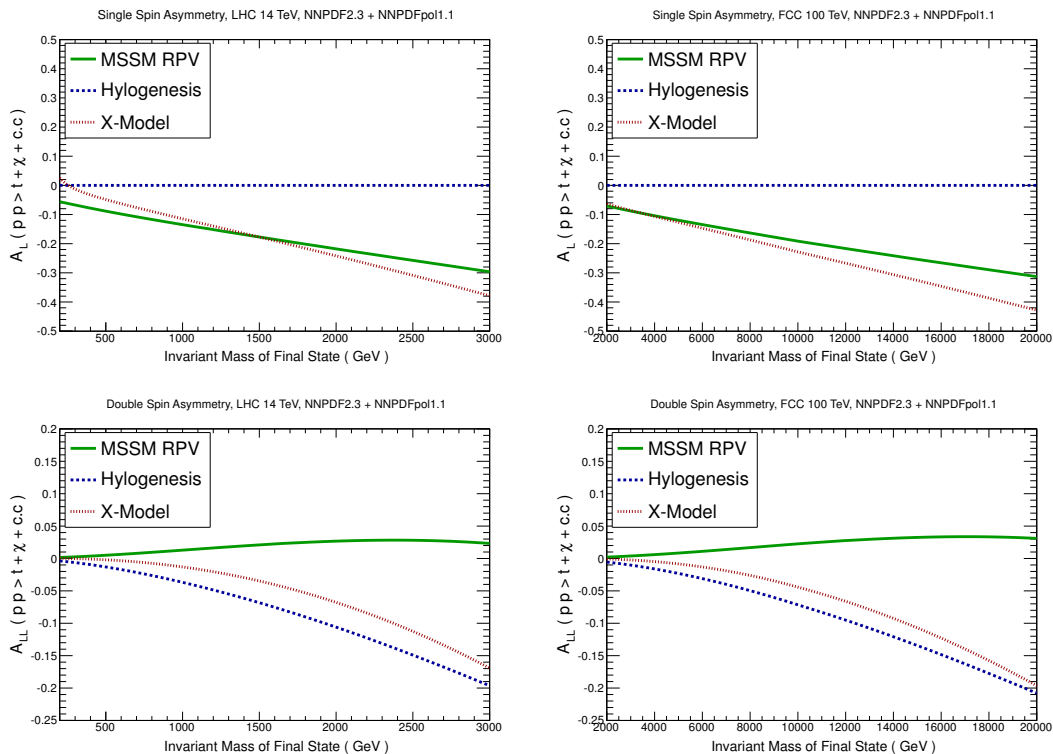 Single Spin Asymmetry, LHC 14 TeV, NNPDF2.3 + NNPDFpol1.1
A_L ( p p > t + χ + c.c )
0.5
0.4
0.3
0.2
0.1
0
-0.1
-0.2
-0.3
-0.4
-0.5
MSSM RPV
Hylogenesis
X-Model
500 1000 1500 2000 2500 3000
Invariant Mass of Final State ( GeV )
Single Spin Asymmetry, FCC 100 TeV, NNPDF2.3 + NNPDFpol1.1
A_L ( p p > t + χ + c.c )
0.5
0.4
0.3
0.2
0.1
0
-0.1
-0.2
-0.3
-0.4
-0.5
MSSM RPV
Hylogenesis
X-Model
2000 4000 6000 8000 10000 12000 14000 16000 18000 20000
Invariant Mass of Final State ( GeV )
Double Spin Asymmetry, LHC 14 TeV, NNPDF2.3 + NNPDFpol1.1
A_LL ( p p > t + χ + c.c )
0.2
0.15
0.1
0.05
0
-0.05
-0.1
-0.15
-0.2
-0.25
MSSM RPV
Hylogenesis
X-Model
500 1000 1500 2000 2500 3000
Invariant Mass of Final State ( GeV )
Double Spin Asymmetry, FCC 100 TeV, NNPDF2.3 + NNPDFpol1.1
A_LL ( p p > t + χ + c.c )
0.2
0.15
0.1
0.05
0
-0.05
-0.1
-0.15
-0.2
-0.25
MSSM RPV
Hylogenesis
X-Model
2000 4000 6000 8000 10000 12000 14000 16000 18000 20000
Invariant Mass of Final State ( GeV )